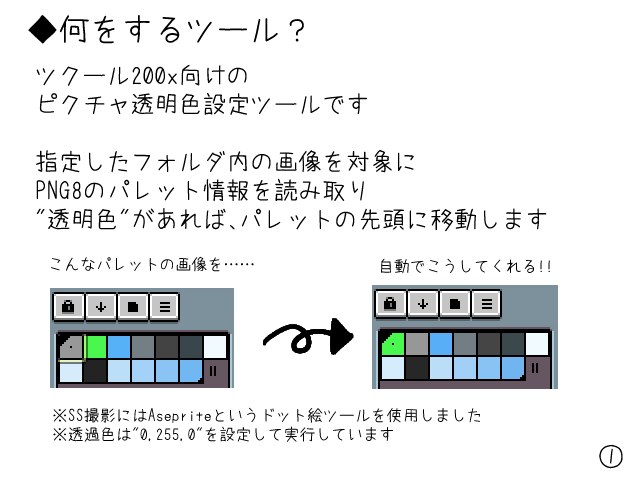 ◆何をするツール?
ツクール200x向けの
ピクチャ透明色設定ツールです
指定したフォルダ内の画像を対象に
PNG8のパレット情報を読み取り
"透明色"があれば、パレットの先頭に移動します
こんなパレットの画像を……
自動でこうしてくれる!!
※SS撮影にはAsepriteというドット絵ツールを使用しました
※透過色は"0,255,0"を設定して実行しています
1